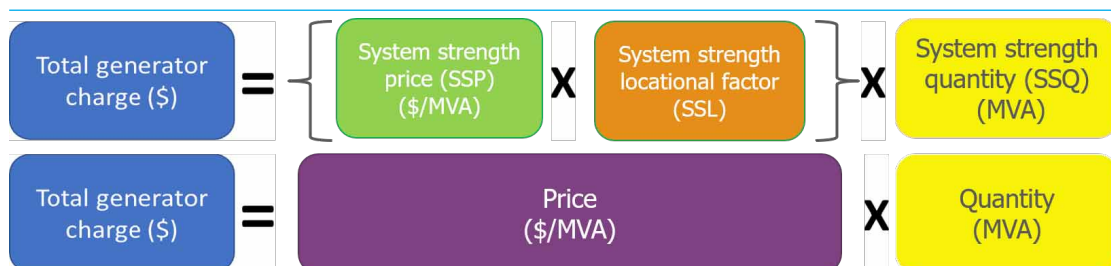 Total generator
charge ($)
=
{
System strength
price (SSP)
($/MVA)
X
System strength
locational factor
(SSL)
}
X
System strength
quantity (SSQ)
(MVA)
Total generator
charge ($)
=
Price
($/MVA)
X
Quantity
(MVA)